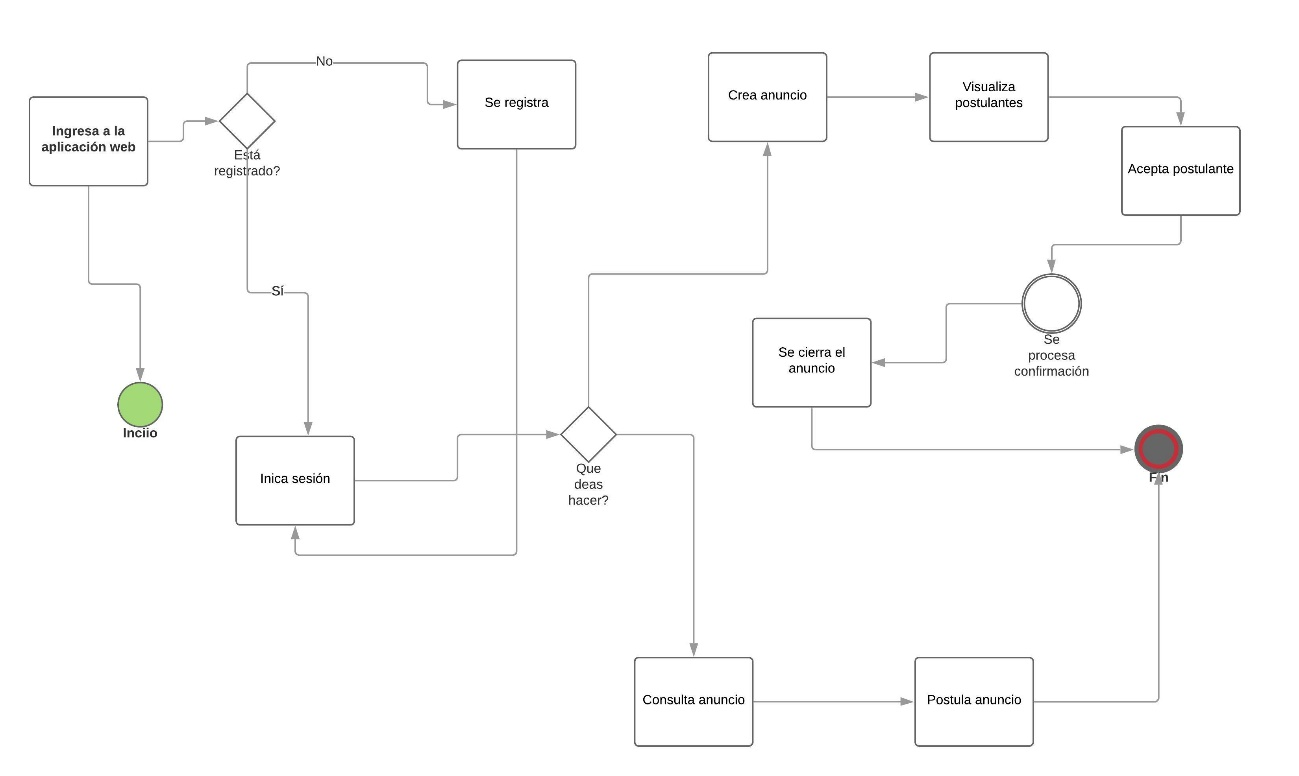 No
Ingresa a la
aplicación web
Está
registrado?
Se registra
Sí
Inciio
Inica sesión
Que
deas
hacer?
Crea anuncio
Visualiza
postulantes
Acepta postulante
Se
procesa
confirmación
Se cierra el
anuncio
Fin
Consulta anuncio
Postula anuncio